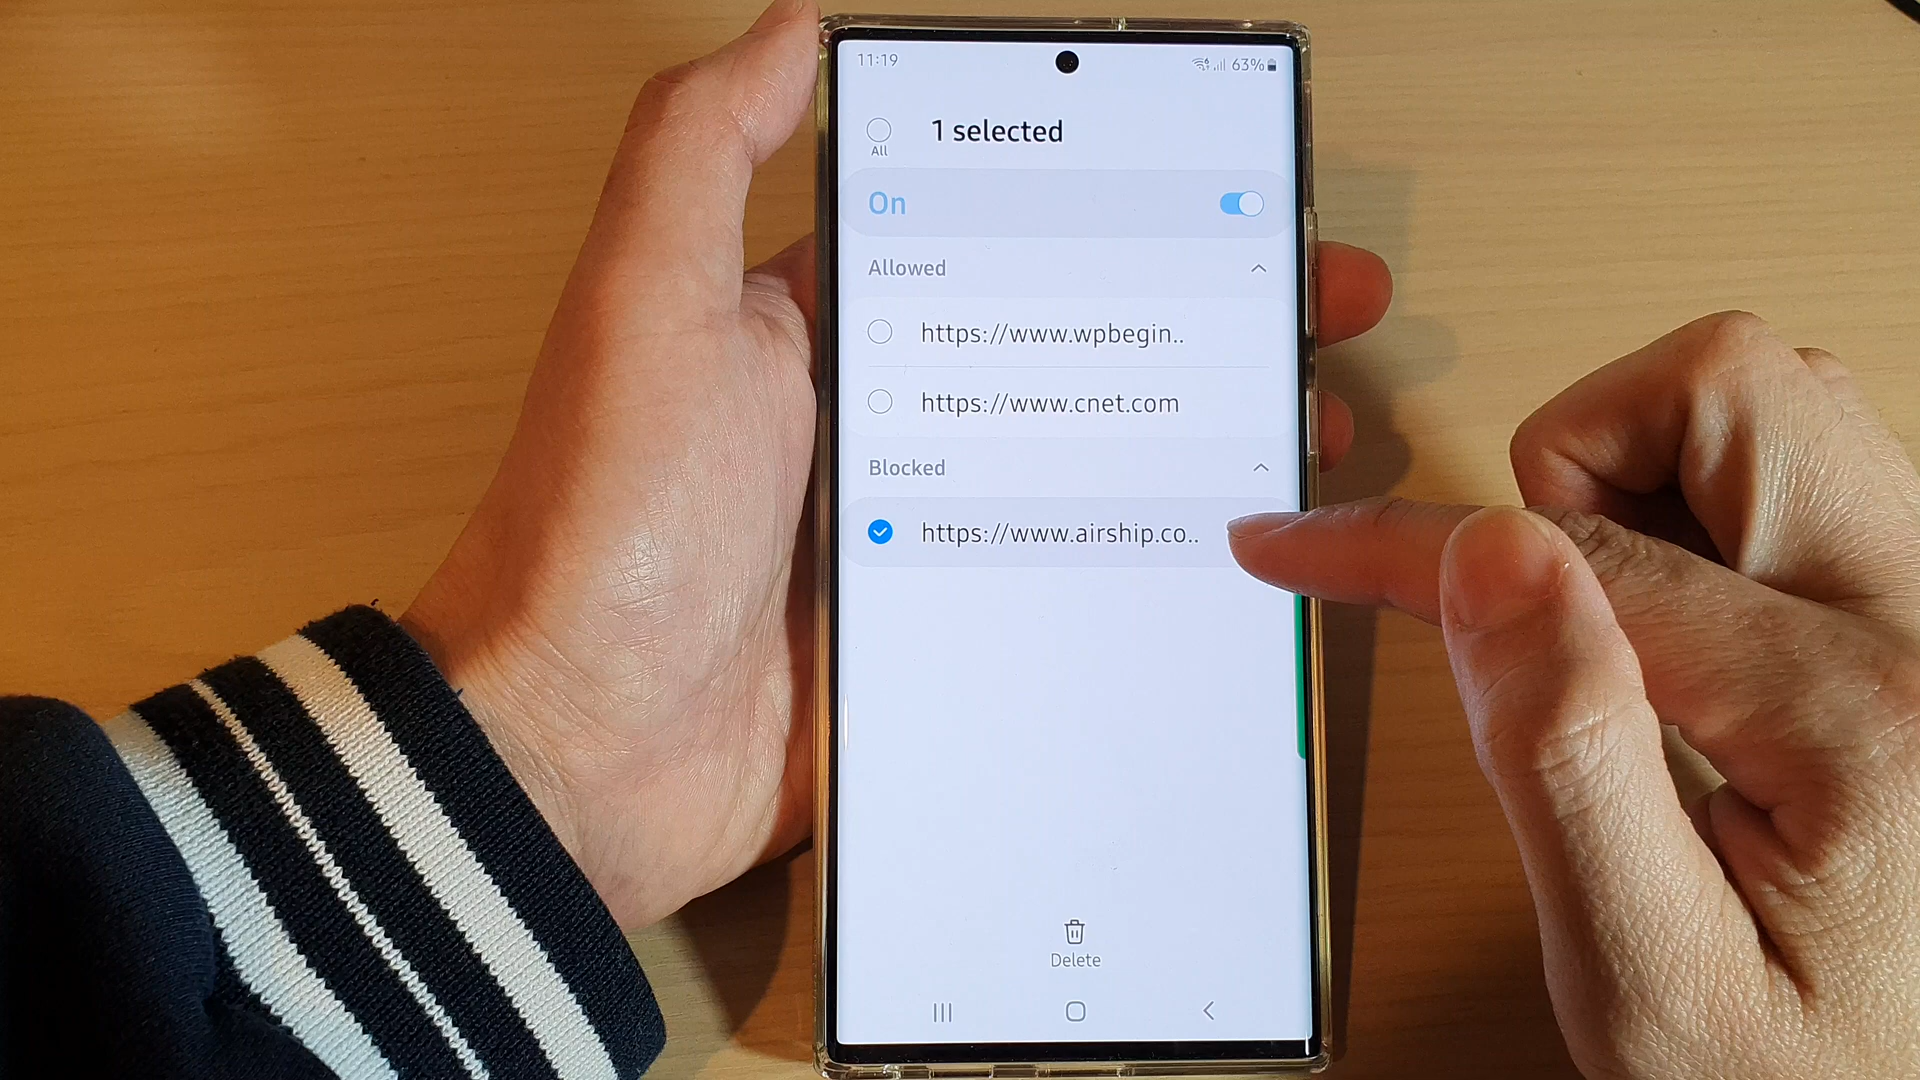 11:19
63%
All
1 selected
On
Allowed
https://www.wpbegin..
https://www.cnet.com
Blocked
https://www.airship.co..
Delete